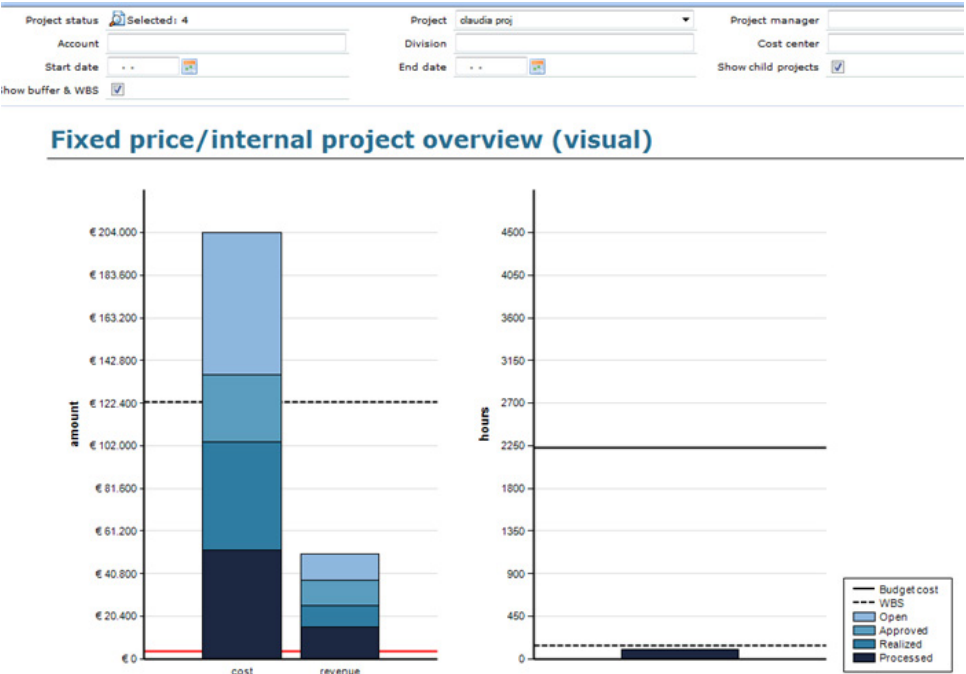 Project status Selected: 4 Project claudia proj Project manager
Account Division Cost center
Start date - - End date - - Show child projects
how buffer & WBS
Fixed price/internal project overview (visual)
€ 204.000
€ 183.600
€ 163.200
€ 142.800
€ 122.400
€ 102.000
€ 81.600
€ 61.200
€ 40.800
€ 20.400
€ 0
amount
cost revenue
4500
4050
3600
3150
2700
2250
1800
1350
900
450
0
hours
Budget cost
WBS
Open
Approved
Realized
Processed